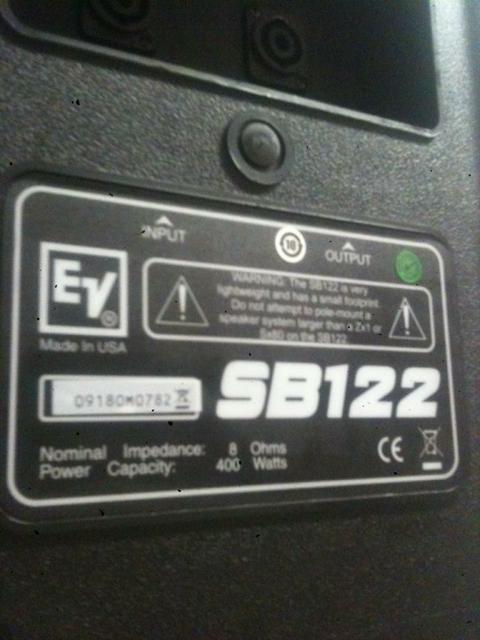 INPUT
10
OUTPUT
EV
®
WARNING: The SB122 is very
lightweight and has a small footprint.
Do not attempt to pole-mount a
speaker system larger than a Zx1 or
Sx80 on the SB122.
Made In USA
SB122
Nominal Impedance: 8 Ohms
Power Capacity: 400 Watts
CE